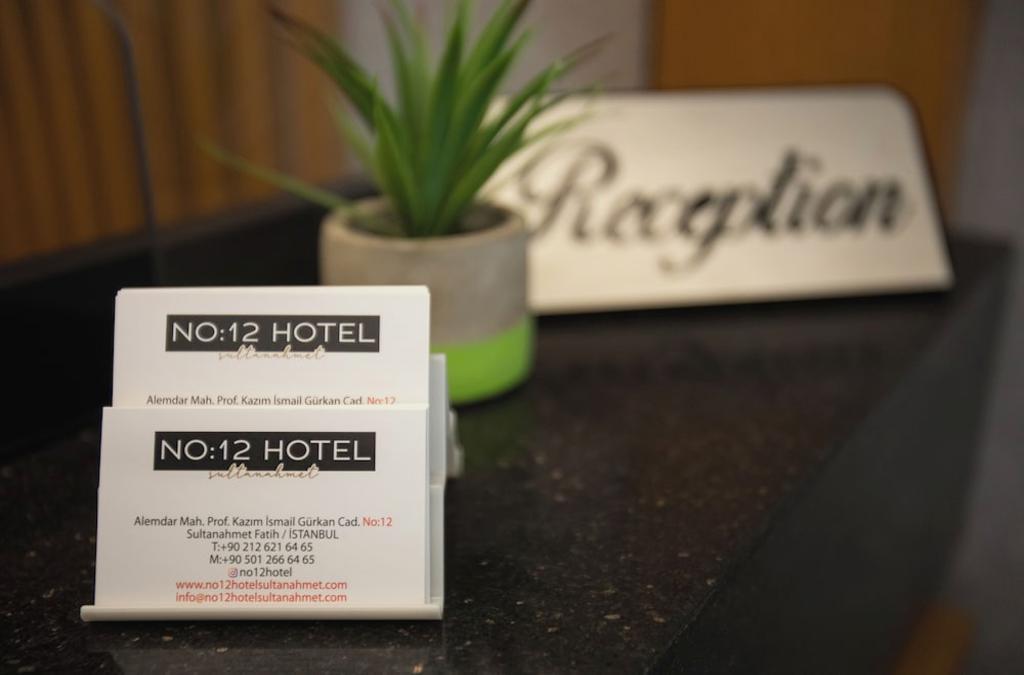 Reception
NO:12 HOTEL
sultanahmet
Alemdar Mah. Prof. Kazım İsmail Gürkan Cad. No:12
NO:12 HOTEL
sultanahmet
Alemdar Mah. Prof. Kazım İsmail Gürkan Cad. No:12
Sultanahmet Fatih / İSTANBUL
T:+90 212 621 64 65
M:+90 501 266 64 65
no12hotel
www.no12hotelsultanahmet.com
info@no12hotelsultanahmet.com